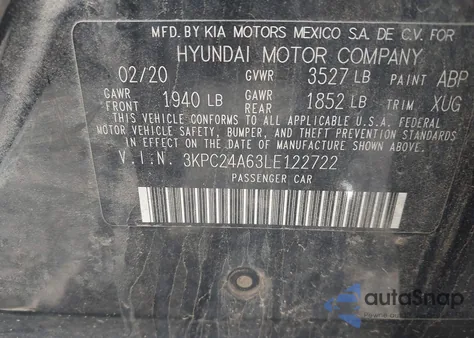 MFD. BY KIA MOTORS MEXICO S.A. DE C.V. FOR
HYUNDAI MOTOR COMPANY
02/20 GVWR 3527 LB PAINT ABP
GAWR FRONT 1940 LB GAWR REAR 1852 LB TRIM XUG
THIS VEHICLE CONFORMS TO ALL APPLICABLE U.S.A. FEDERAL
MOTOR VEHICLE SAFETY, BUMPER, AND THEFT PREVENTION STANDARDS
IN EFFECT ON THE DATE OF MANUFACTURE SHOWN ABOVE.
V.I.N. 3KPC24A63LE122722
PASSENGER CAR
autoSnap